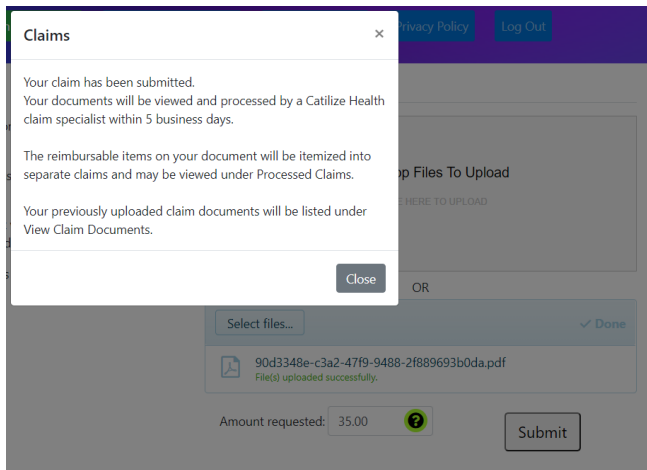 Privacy Policy
Log Out
Claims
×
Your claim has been submitted.
Your documents will be viewed and processed by a Catilize Health
claim specialist within 5 business days.
The reimbursable items on your document will be itemized into
separate claims and may be viewed under Processed Claims.
Your previously uploaded claim documents will be listed under
View Claim Documents.
Close
op Files To Upload
HERE TO UPLOAD
OR
Select files...
Done
90d3348e-c3a2-47f9-9488-2f889693b0da.pdf
File(s) uploaded successfully.
Amount requested: 35.00 ?
Submit